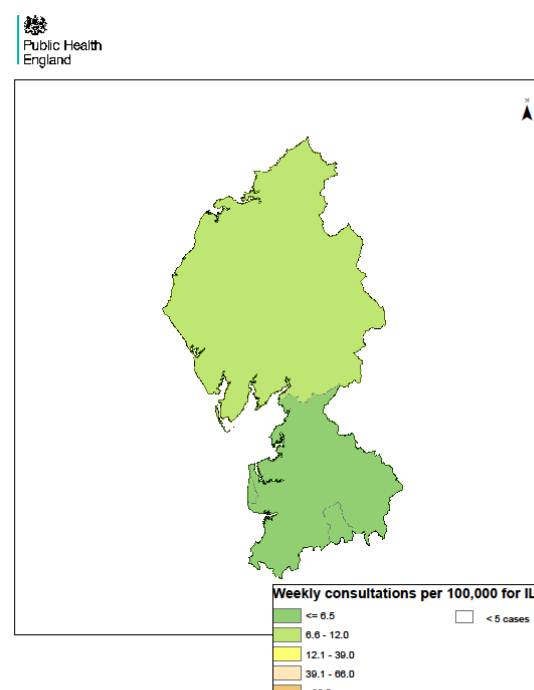 Public Health
England
N
Weekly consultations per 100,000 for IL
<= 6.5
< 5 cases
6.6 - 12.0
12.1 - 39.0
39.1 - 66.0